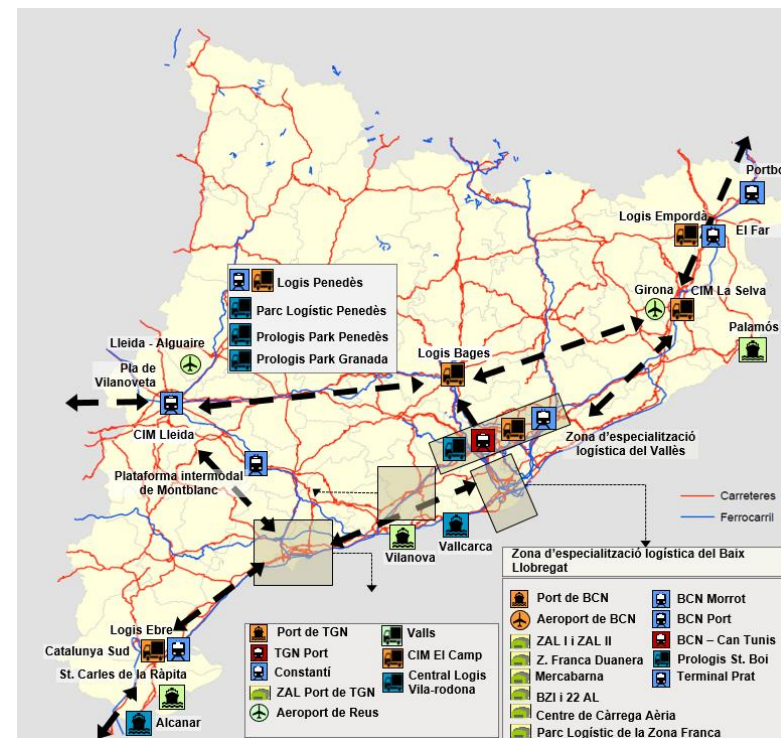 Portbo
Logis Empordà
El Far
Girona
CIM La Selva
Palamós
Logis Penedès
Parc Logístic Penedès
Prologis Park Penedès
Prologis Park Granada
Lleida - Alguaire
Pla de
Vilanoveta
Logis Bages
CIM Lleida
Zona d'especialització
logística del Vallès
Plataforma intermodal
de Montblanc
Carreteres
Ferrocarril
Vilanova
Vallcarca
Logis Ebre
Catalunya Sud
St. Carles de la Ràpita
Alcanar
Port de TGN
TGN Port
Constantí
ZAL Port de TGN
Aeroport de Reus
Valls
CIM El Camp
Central Logis
Vila-rodona
Zona d'especialització logística del Baix
Llobregat
Port de BCN
Aeroport de BCN
ZAL I i ZAL II
Z. Franca Duanera
Mercabarna
BZI i 22 AL
Centre de Càrrega Aèria
Parc Logístic de la Zona Franca
BCN Morrot
BCN Port
BCN – Can Tunis
Prologis St. Boi
Terminal Prat